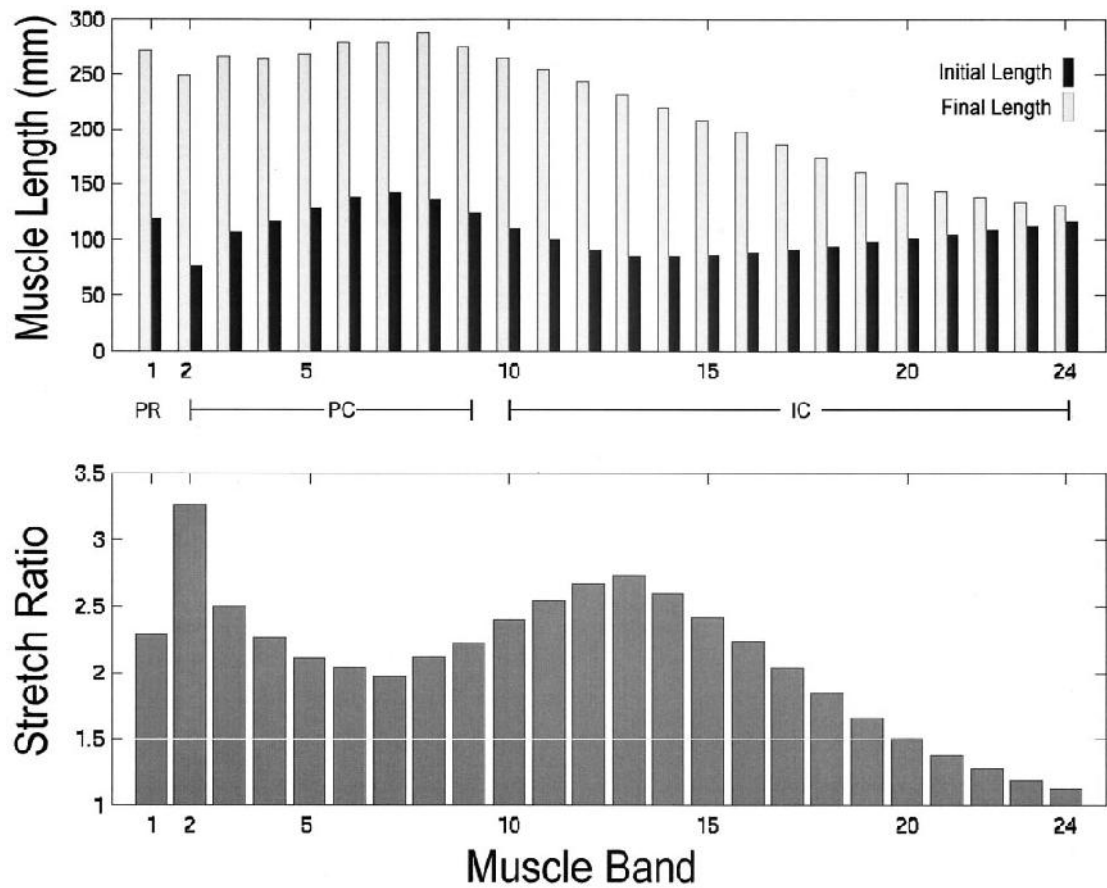 Muscle Length (mm)
300
250
200
150
100
50
0
Initial Length
Final Length
1 2 5 10 15 20 24
PR PC IC
Stretch Ratio
3.5
3
2.5
2
1.5
1
1 2 5 10 15 20 24
Muscle Band